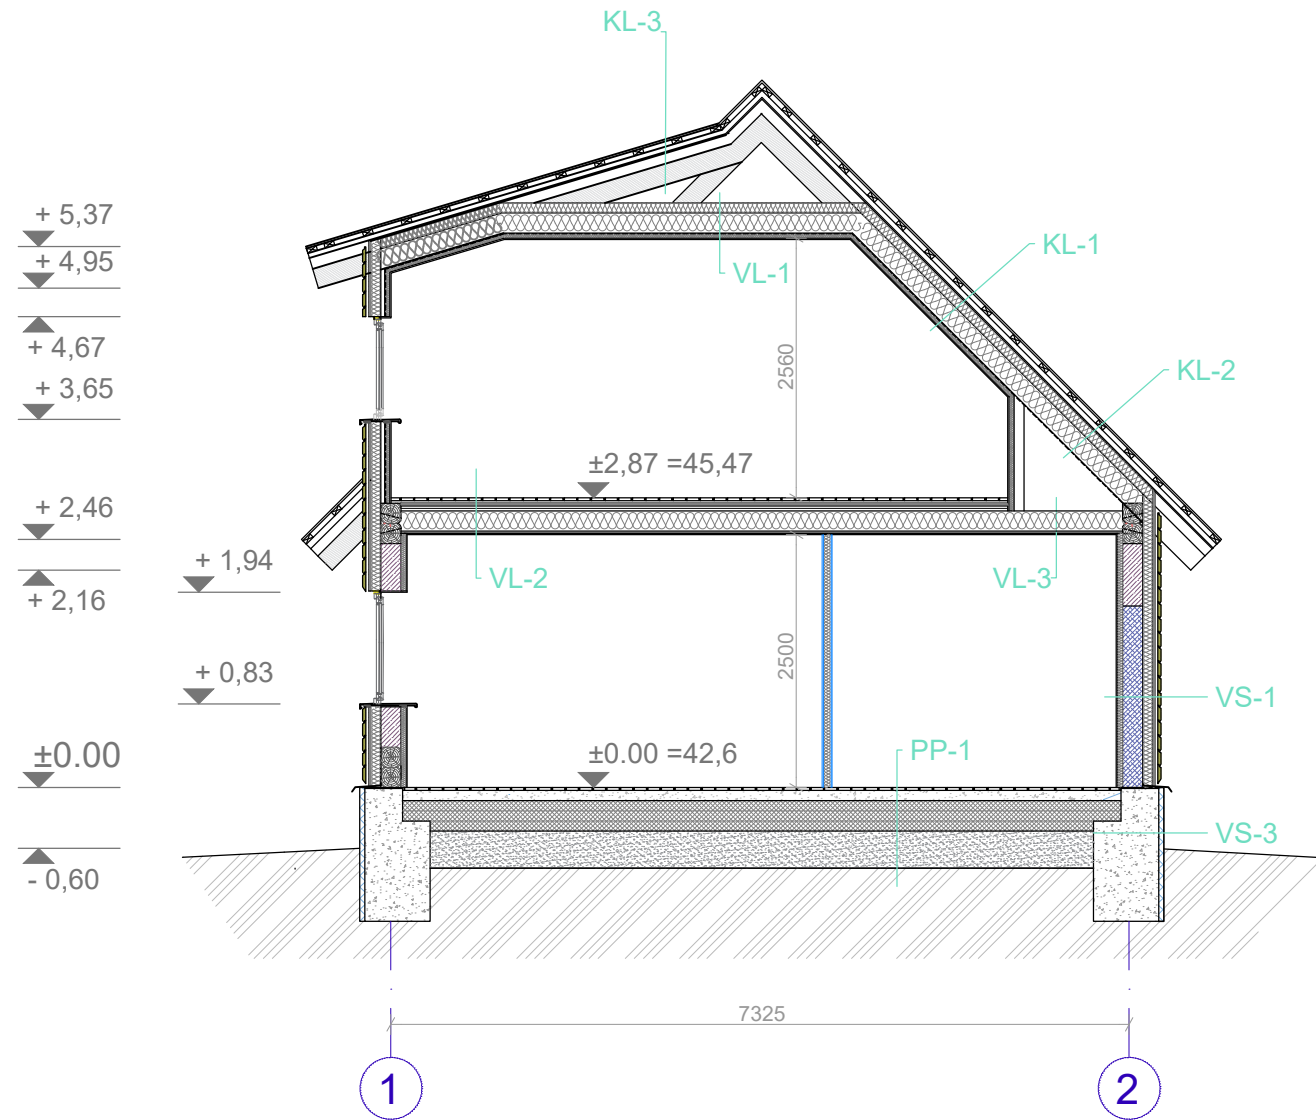 KL-3
+ 5,37
+ 4,95
KL-1
VL-1
+ 4,67
2560
KL-2
+ 3,65
±2,87 =45,47
+ 2,46
+ 1,94
VL-2
VL-3
+ 2,16
2500
+ 0,83
VS-1
±0.00
±0.00 =42,6
PP-1
VS-3
- 0,60
7325
1
2